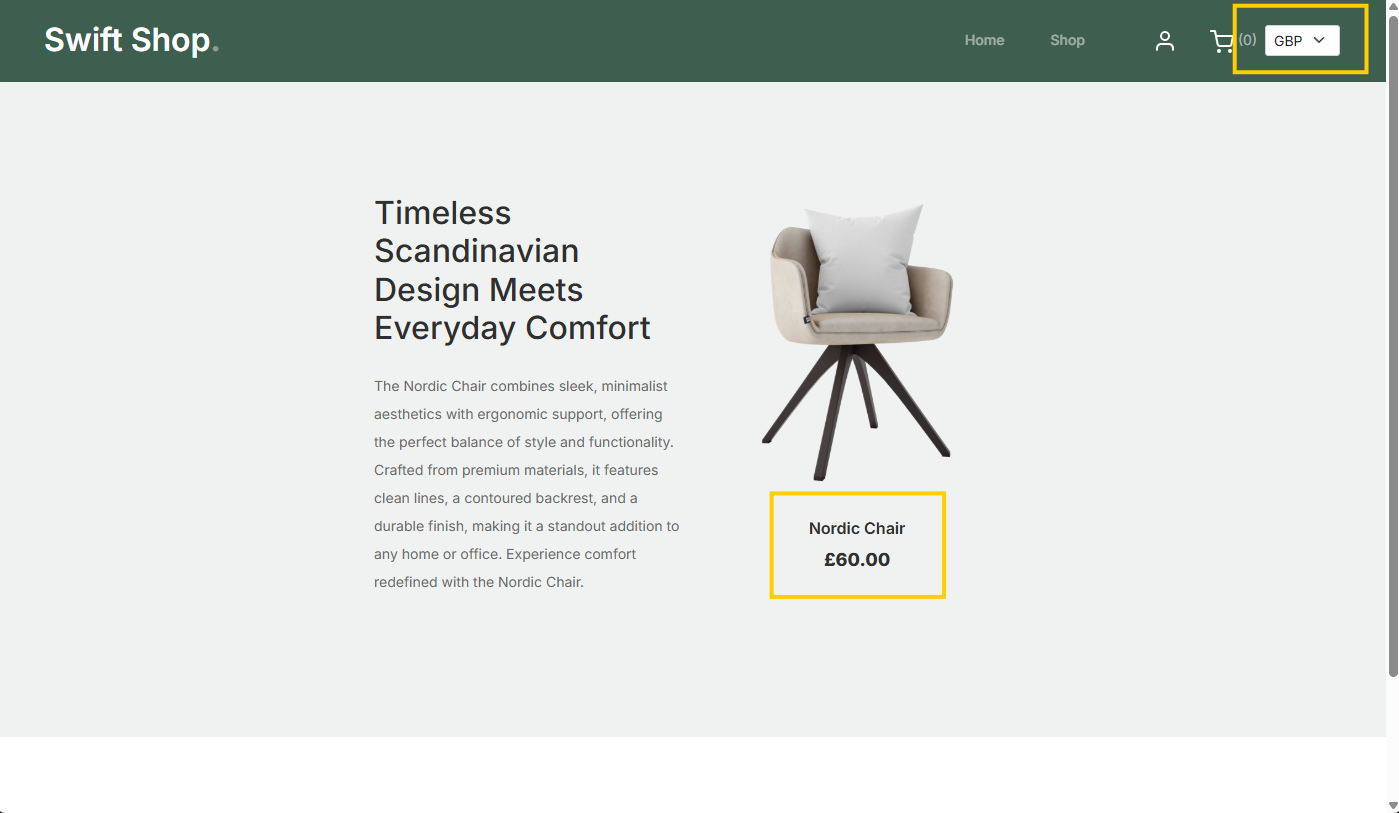 Swift Shop.
Home
Shop
(0)
GBP
Timeless
Scandinavian
Design Meets
Everyday Comfort
The Nordic Chair combines sleek, minimalist
aesthetics with ergonomic support, offering
the perfect balance of style and functionality.
Crafted from premium materials, it features
clean lines, a contoured backrest, and a
durable finish, making it a standout addition to
any home or office. Experience comfort
redefined with the Nordic Chair.
Nordic Chair
£60.00